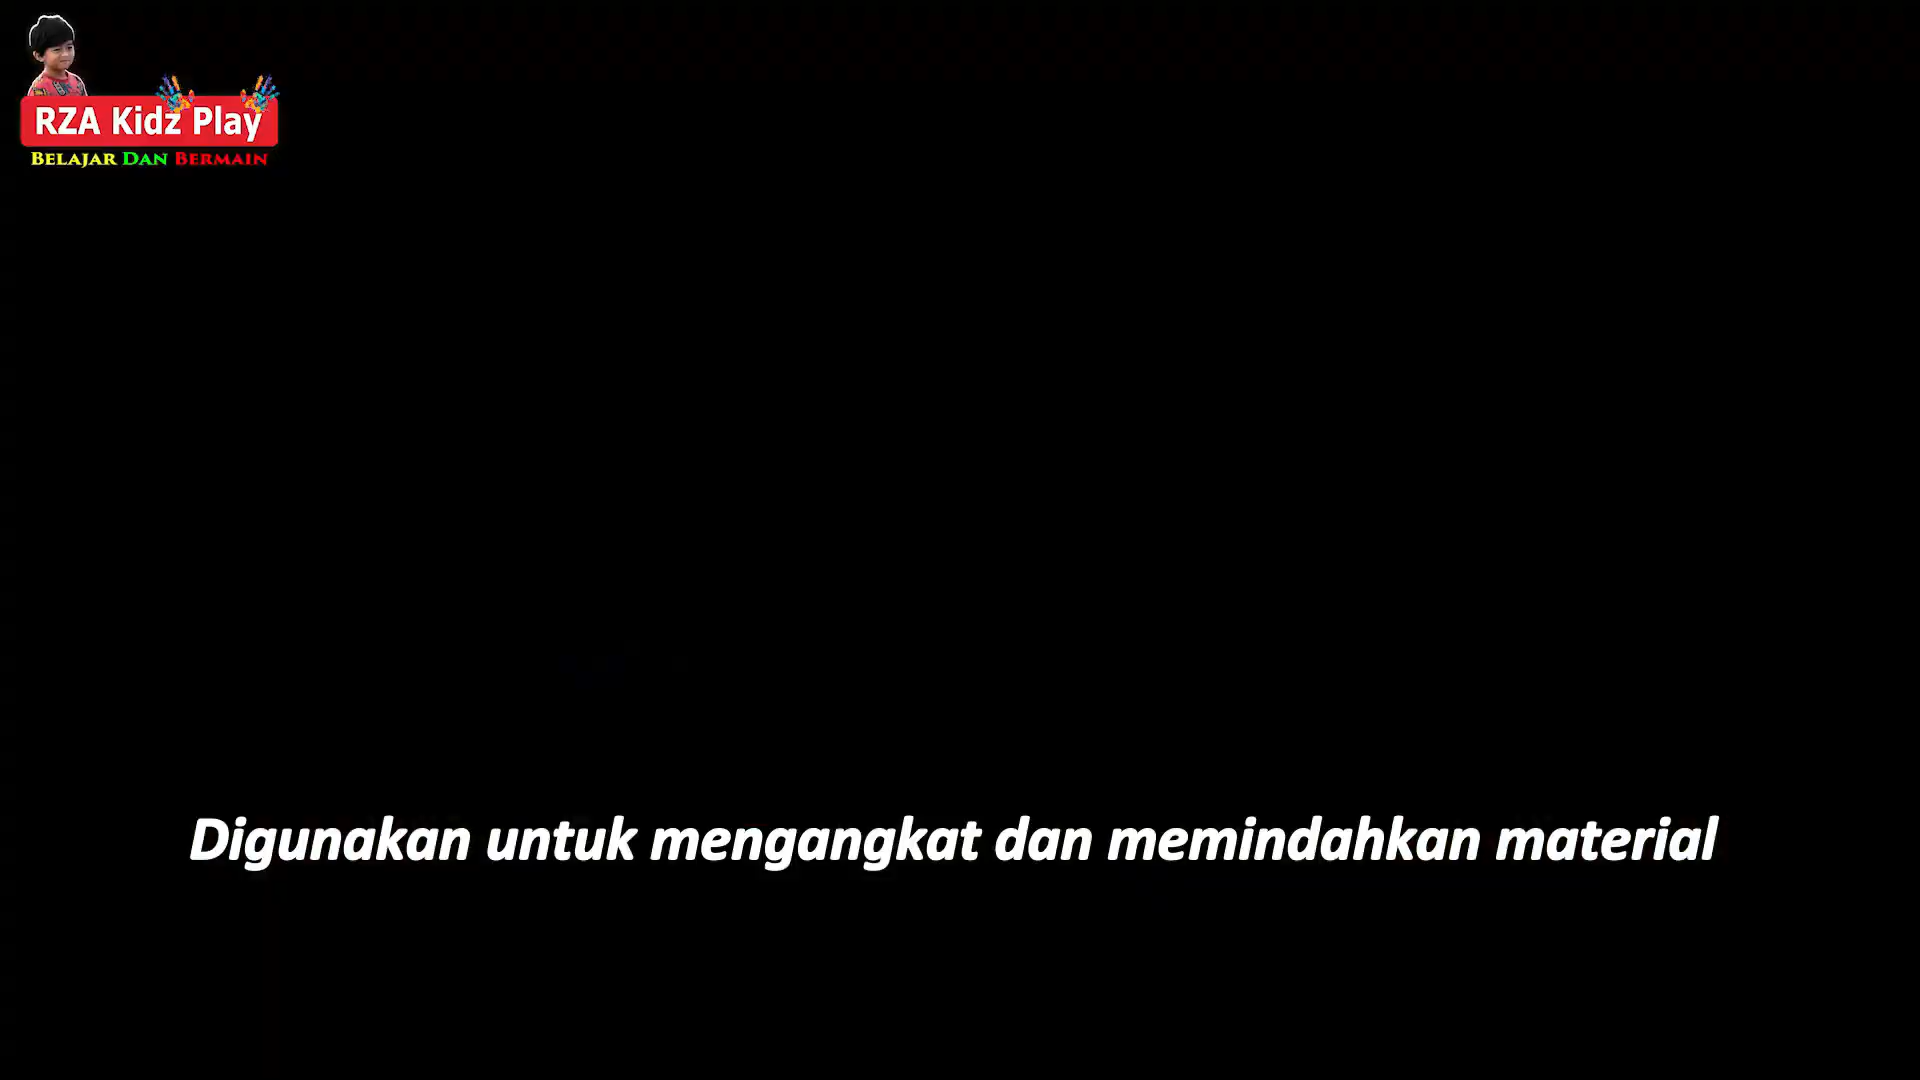 RZA Kidz Play
BELAJAR DAN BERMAIN
Digunakan untuk mengangkat dan memindahkan material